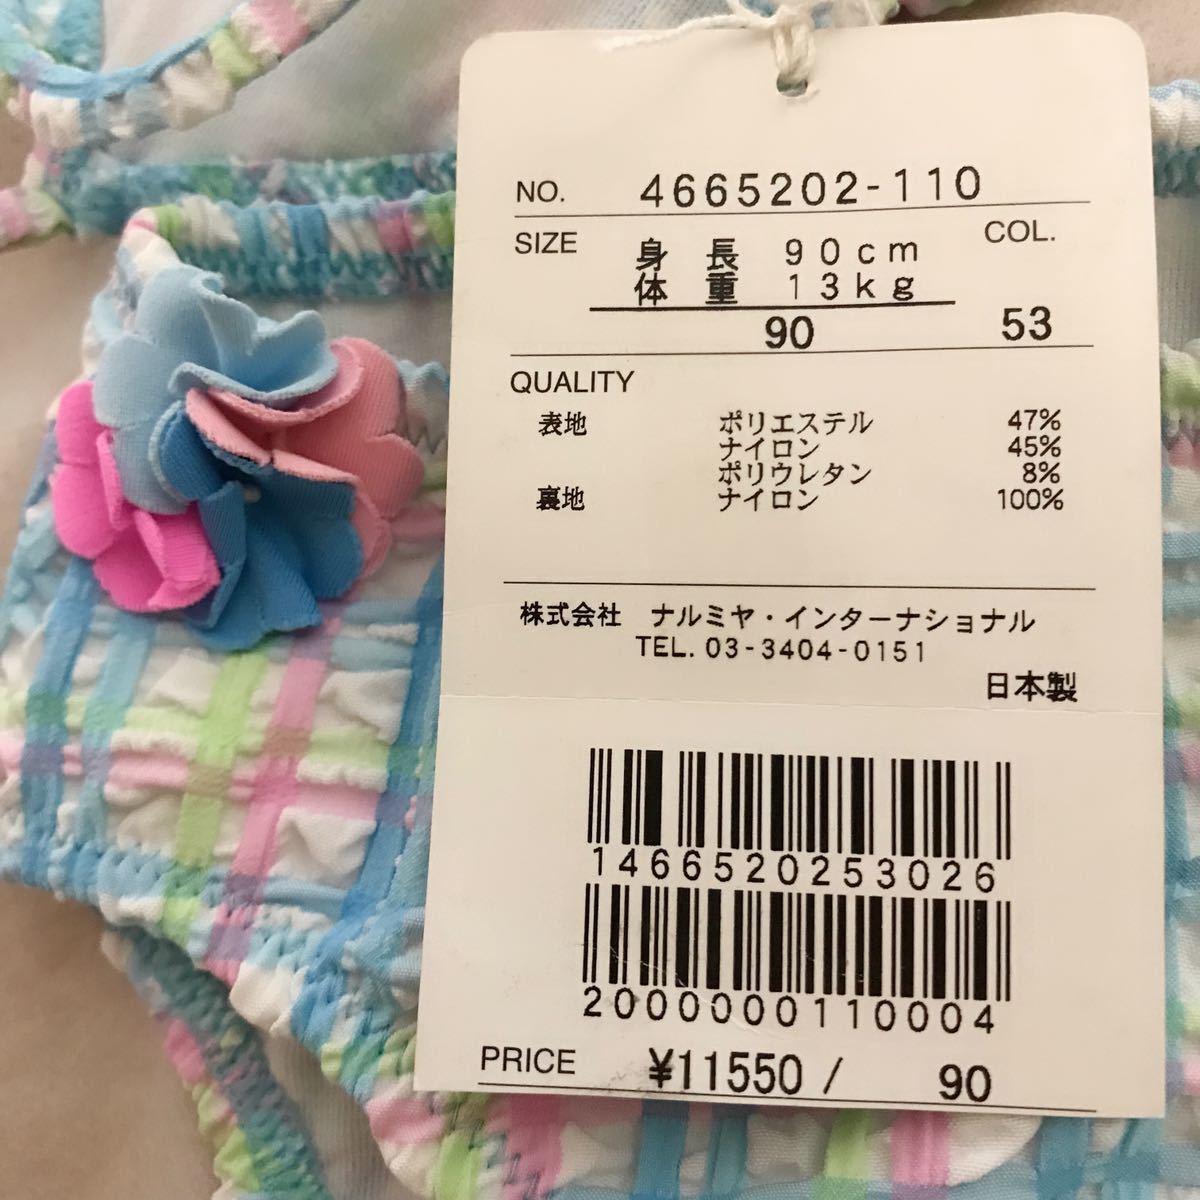 NO. 4665202-110
SIZE COL.
身 長 90cm
体 重 13kg
90 53
QUALITY
表地 ポリエステル 47%
ナイロン 45%
ポリウレタン 8%
裏地 ナイロン 100%
株式会社 ナルミヤ・インターナショナル
TEL. 03-3404-0151
日本製
1466520253026
2000000110004
PRICE ¥11550/ 90